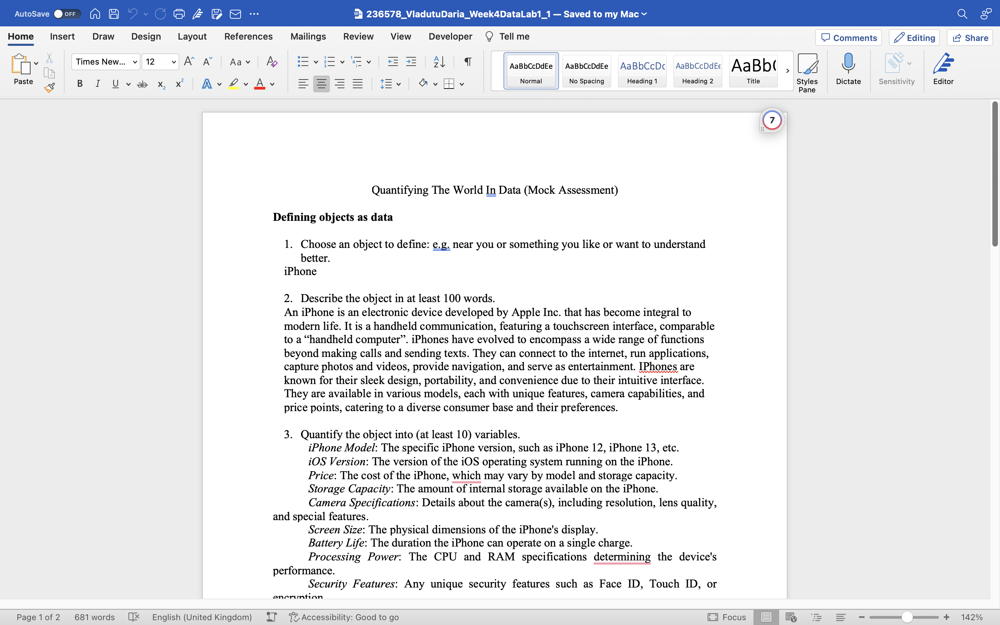 AutoSave OFF 236578_VladutuDaria_Week4DataLab1_1 — Saved to my Mac
Home Insert Draw Design Layout References Mailings Review View Developer Tell me Comments Editing Share
Paste Times New... 12 Aa
AaBbCcDdEe AaBbCcDdEe AaBbCcDc AaBbCcDdEe AaBb(
Normal No Spacing Heading 1 Heading 2 Title
Styles Pane Dictate Sensitivity Editor
7
Quantifying The World In Data (Mock Assessment)
Defining objects as data
1. Choose an object to define: e.g. near you or something you like or want to understand
better.
iPhone
2. Describe the object in at least 100 words.
An iPhone is an electronic device developed by Apple Inc. that has become integral to
modern life. It is a handheld communication, featuring a touchscreen interface, comparable
to a “handheld computer”. iPhones have evolved to encompass a wide range of functions
beyond making calls and sending texts. They can connect to the internet, run applications,
capture photos and videos, provide navigation, and serve as entertainment. IPhones are
known for their sleek design, portability, and convenience due to their intuitive interface.
They are available in various models, each with unique features, camera capabilities, and
price points, catering to a diverse consumer base and their preferences.
3. Quantify the object into (at least 10) variables.
iPhone Model: The specific iPhone version, such as iPhone 12, iPhone 13, etc.
iOS Version: The version of the iOS operating system running on the iPhone.
Price: The cost of the iPhone, which may vary by model and storage capacity.
Storage Capacity: The amount of internal storage available on the iPhone.
Camera Specifications: Details about the camera(s), including resolution, lens quality,
and special features.
Screen Size: The physical dimensions of the iPhone's display.
Battery Life: The duration the iPhone can operate on a single charge.
Processing Power: The CPU and RAM specifications determining the device's
performance.
Security Features: Any unique security features such as Face ID, Touch ID, or
encryption.
Page 1 of 2 681 words English (United Kingdom) Accessibility: Good to go Focus 142%